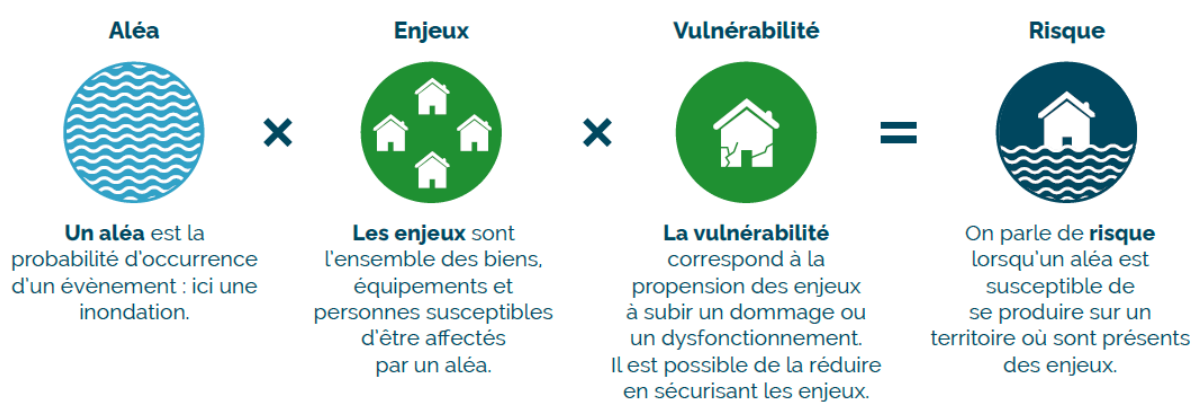 Aléa
×
Enjeux
×
Vulnérabilité
=
Risque
Un aléa est la
probabilité d'occurrence
d'un évènement : ici une
inondation.
Les enjeux sont
l'ensemble des biens,
équipements et
personnes susceptibles
d'être affectés
par un aléa.
La vulnérabilité
correspond à la
propension des enjeux
à subir un dommage ou
un dysfonctionnement.
Il est possible de la réduire
en sécurisant les enjeux.
On parle de risque
lorsqu'un aléa est
susceptible de
se produire sur un
territoire où sont présents
des enjeux.